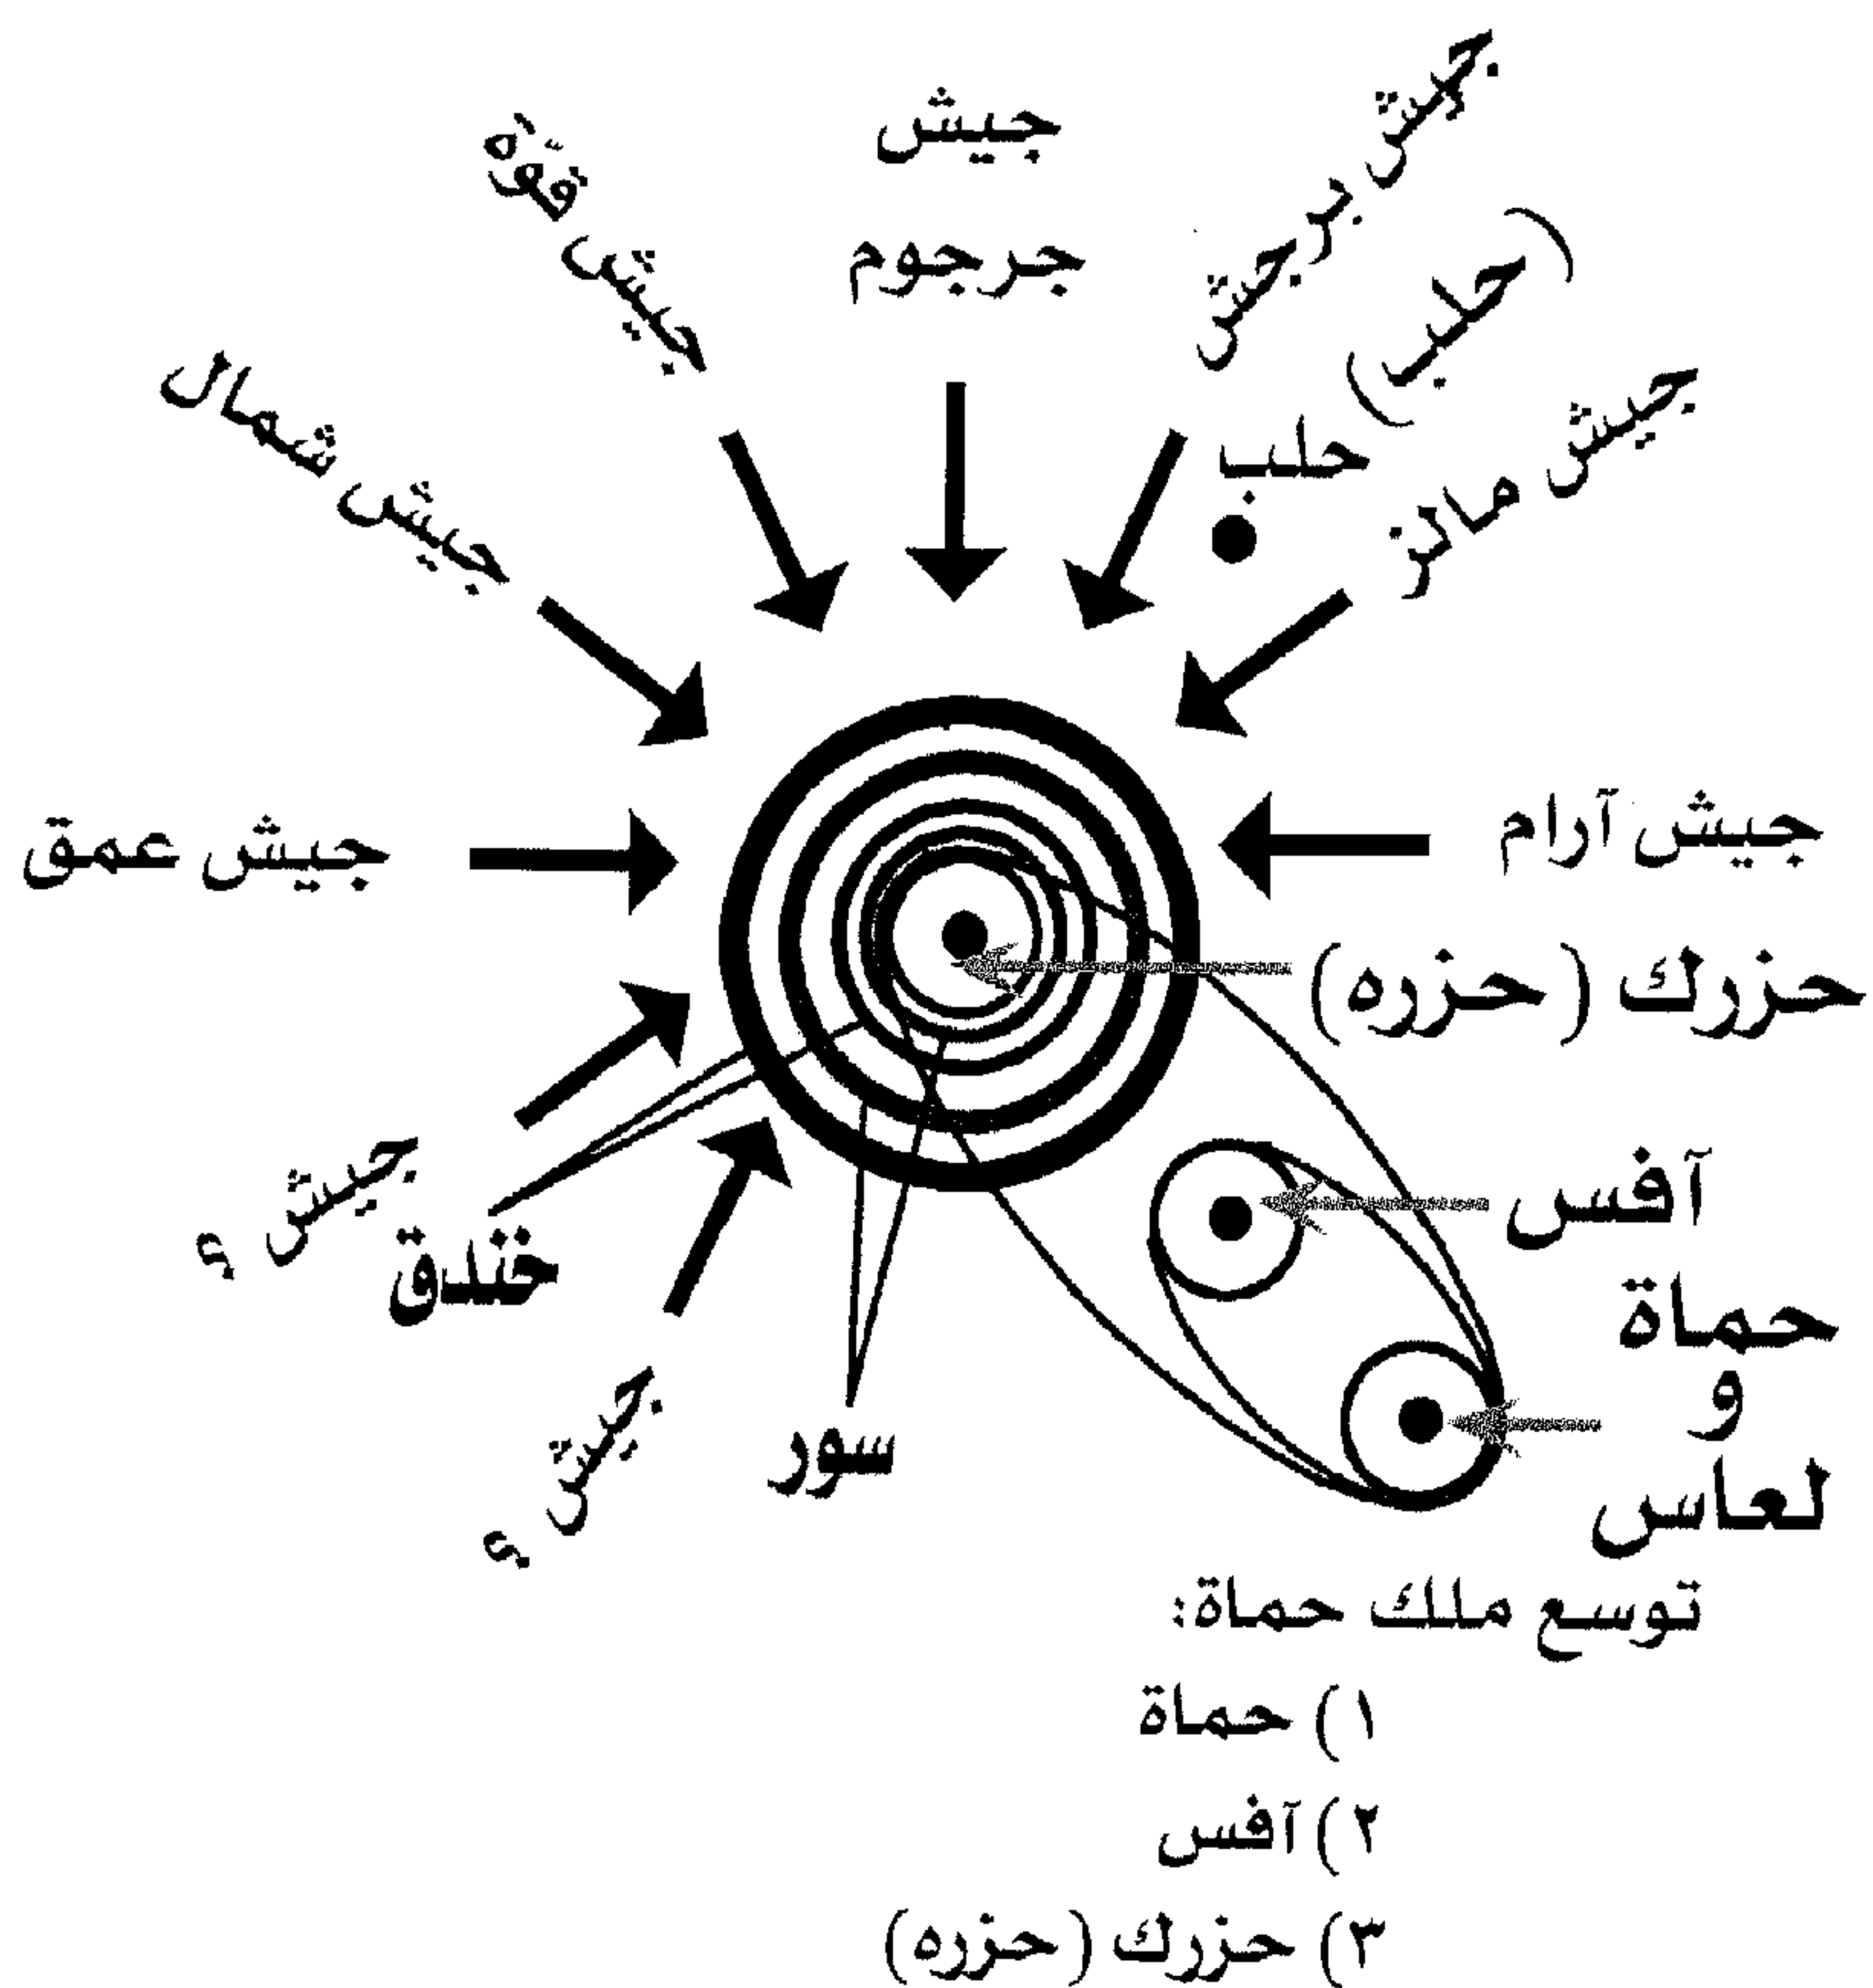 جيش برجش
(حلب)
جيش
جرجوم
جيش قوه
جيش شمال
حلب
جيش ملز
جيش عمق
جيش آرام
حزرك (حزره)
آفس
حماة
و
لعاس
جيش ؟
خندق
جيش ؟
سور
توسع ملك حماة:
١) حماة
٢) آفس
٣) حزرك (حزره)